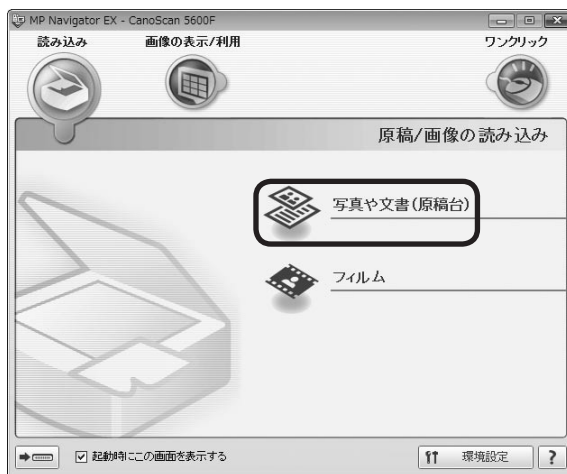 MP Navigator EX - CanoScan 5600F
読み込み
画像の表示/利用
ワンクリック
原稿/画像の読み込み
写真や文書(原稿台)
フィルム
起動時にこの画面を表示する
環境設定
?